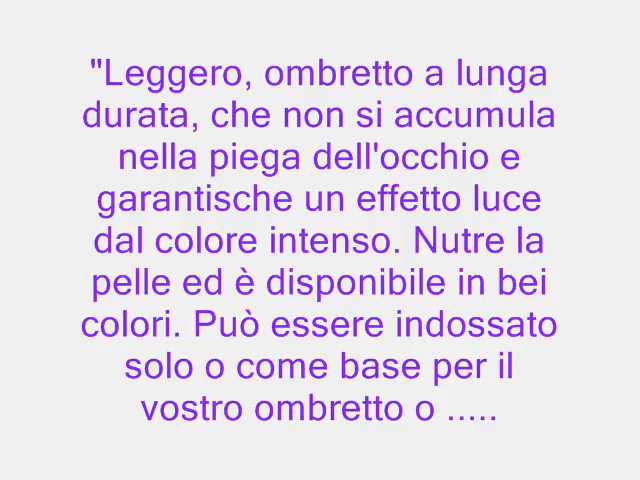 "Leggero, ombretto a lunga
durata, che non si accumula
nella piega dell'occhio e
garantische un effetto luce
dal colore intenso. Nutre la
pelle ed è disponibile in bei
colori. Può essere indossato
solo o come base per il
vostro ombretto o .....